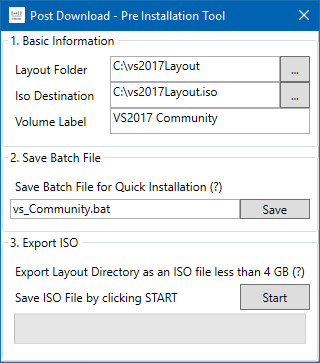 Post Download - Pre Installation Tool
1. Basic Information
Layout Folder C:\vs2017Layout ...
Iso Destination C:\vs2017Layout.iso ...
Volume Label VS2017 Community
2. Save Batch File
Save Batch File for Quick Installation (?)
vs_Community.bat Save
3. Export ISO
Export Layout Directory as an ISO file less than 4 GB (?)
Save ISO File by clicking START Start